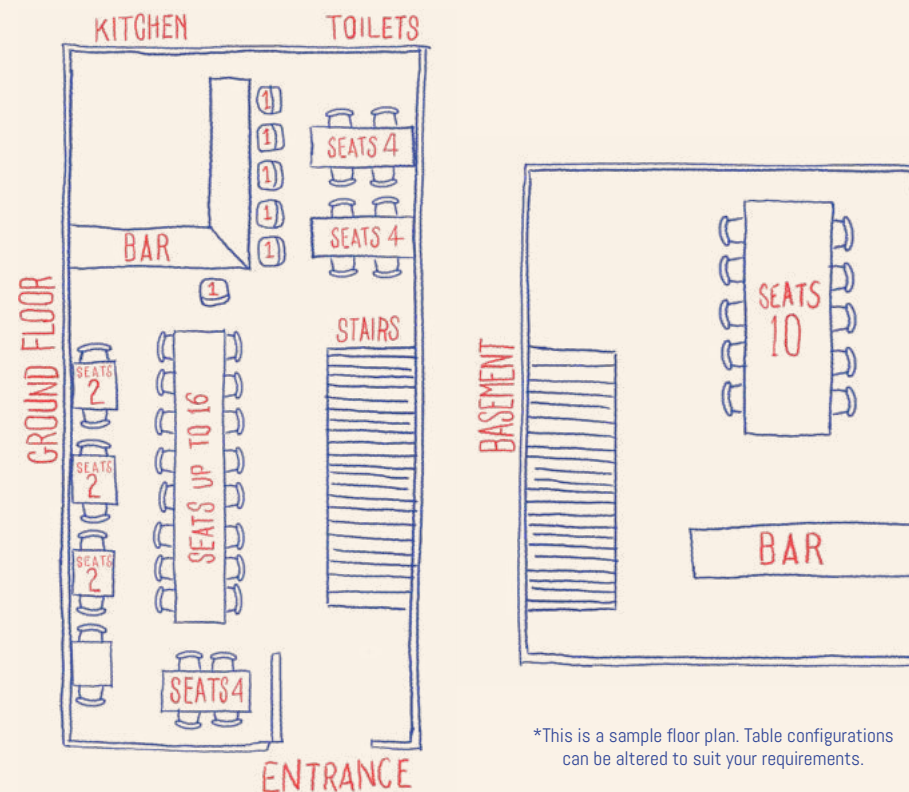 KITCHEN
TOILETS
1
1
1
1
1
1
SEATS 4
SEATS 4
BAR
GROUND FLOOR
STAIRS
SEATS
2
SEATS
2
SEATS
2
SEATS UP TO 16
SEATS 4
ENTRANCE
BASEMENT
SEATS
10
BAR
*This is a sample floor plan. Table configurations
can be altered to suit your requirements.